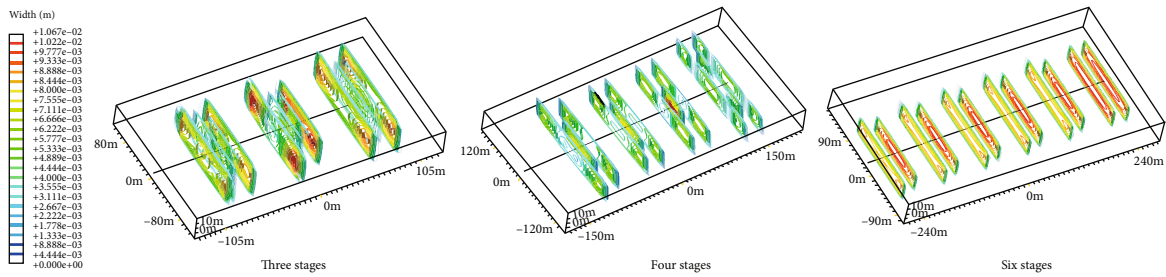 Width (m)
+1.067e−02
+1.022e−02
+9.777e−03
+9.333e−03
+8.888e−03
+8.444e−03
+8.000e−03
+7.555e−03
+7.111e−03
+6.666e−03
+6.222e−03
+5.777e−03
+5.333e−03
+4.889e−03
+4.444e−03
+4.000e−03
+3.555e−03
+3.111e−03
+2.667e−03
+2.222e−03
+1.778e−03
+1.333e−03
+8.888e−03
+4.444e−03
+0.000e+00
80m
0m
−80m
10m
0m
−105m
0m
105m
Three stages
120m
0m
−120m
10m
0m
−150m
0m
150m
Four stages
90m
0m
−90m
10m
0m
−240m
0m
240m
Six stages